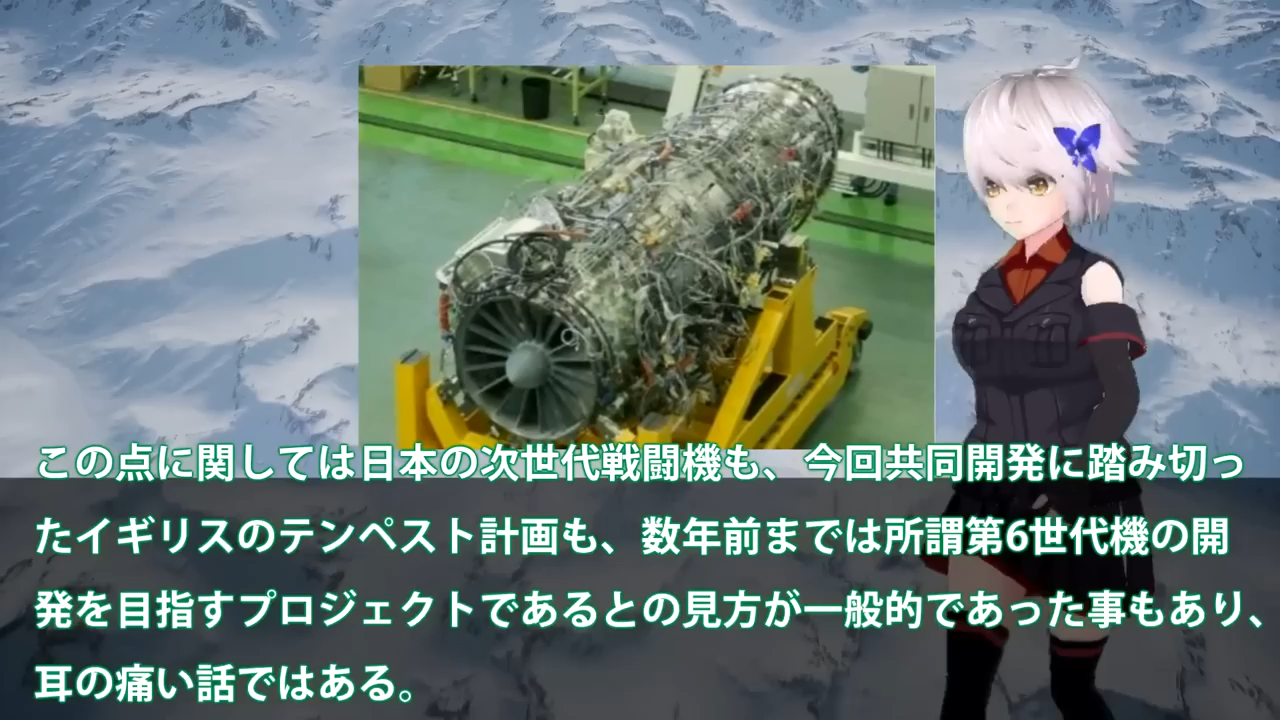 この点に関しては日本の次世代戦闘機も、今回共同開発に踏み切っ
たイギリスのテンペスト計画も、数年前までは所謂第6世代機の開
発を目指すプロジェクトであるとの見方が一般的であった事もあり、
耳の痛い話ではある。